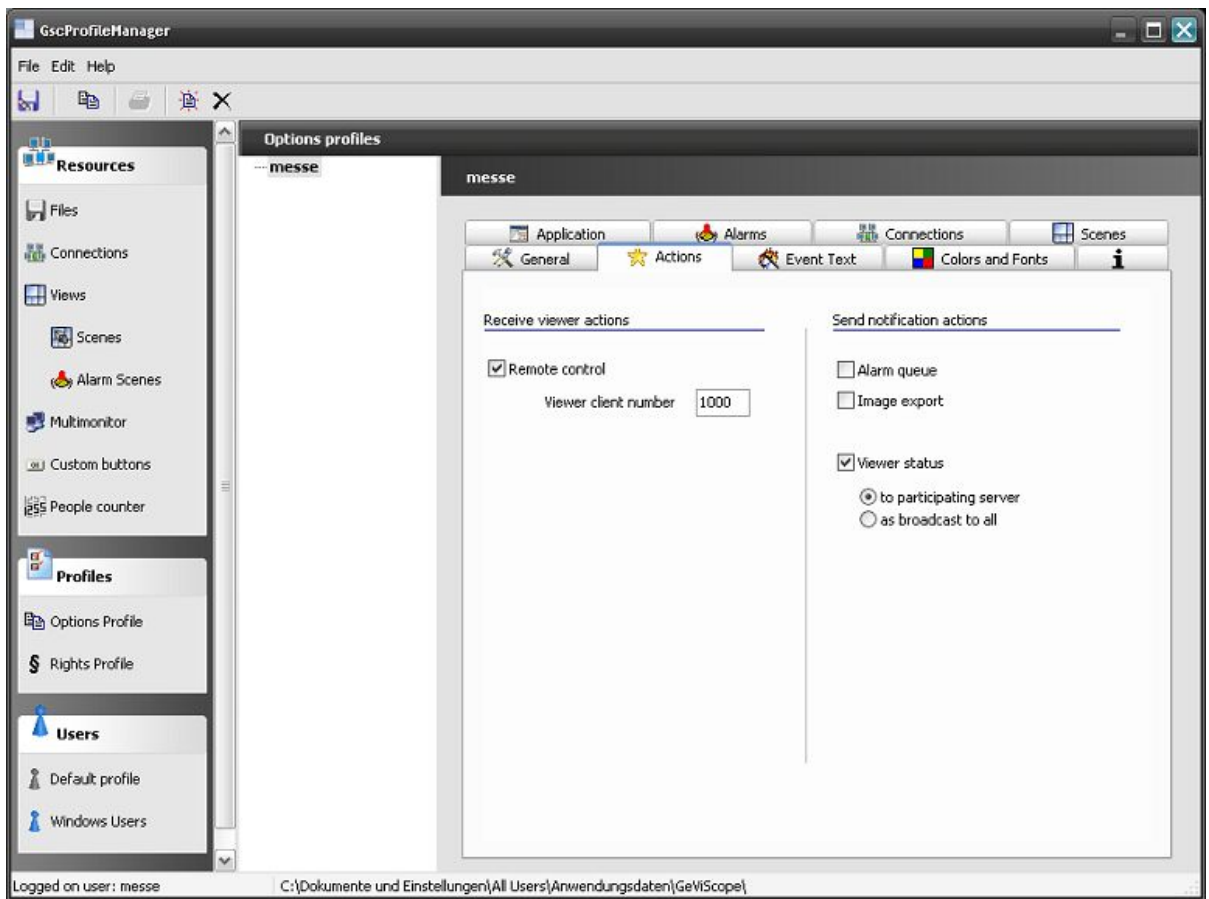 GscProfileManager
File Edit Help
Resources
Files
Connections
Views
Scenes
Alarm Scenes
Multimonitor
Custom buttons
People counter
Profiles
Options Profile
§ Rights Profile
Users
Default profile
Windows Users
Options profiles
messe
messe
Application
Alarms
Connections
Scenes
General
Actions
Event Text
Colors and Fonts
i
Receive viewer actions
Remote control
Viewer client number 1000
Send notification actions
Alarm queue
Image export
Viewer status
to participating server
as broadcast to all
Logged on user: messe
C:\Dokumente und Einstellungen\All Users\Anwendungsdaten\GeViScope\